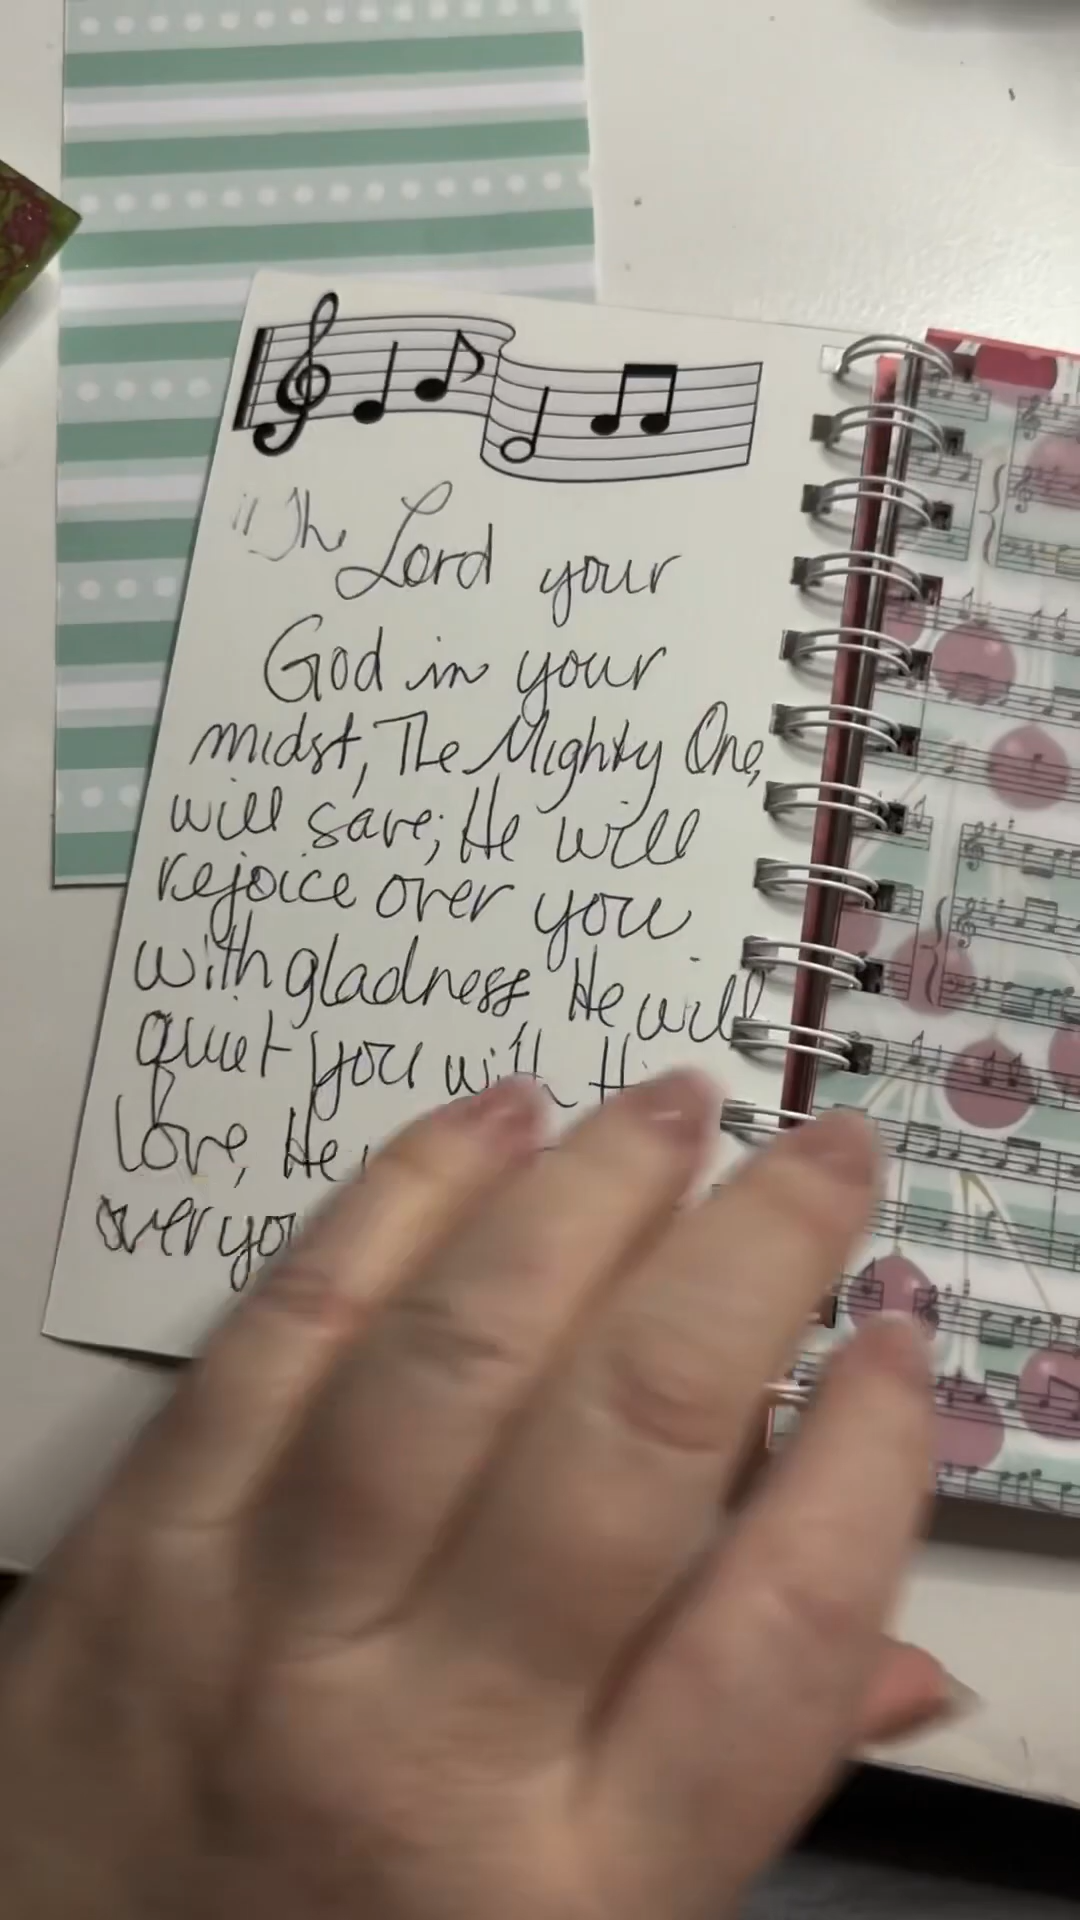 "The Lord your
God in your
midst, The Mighty One,
will save; He will
rejoice over you
with gladness, He will
quiet you with
love, He
over you